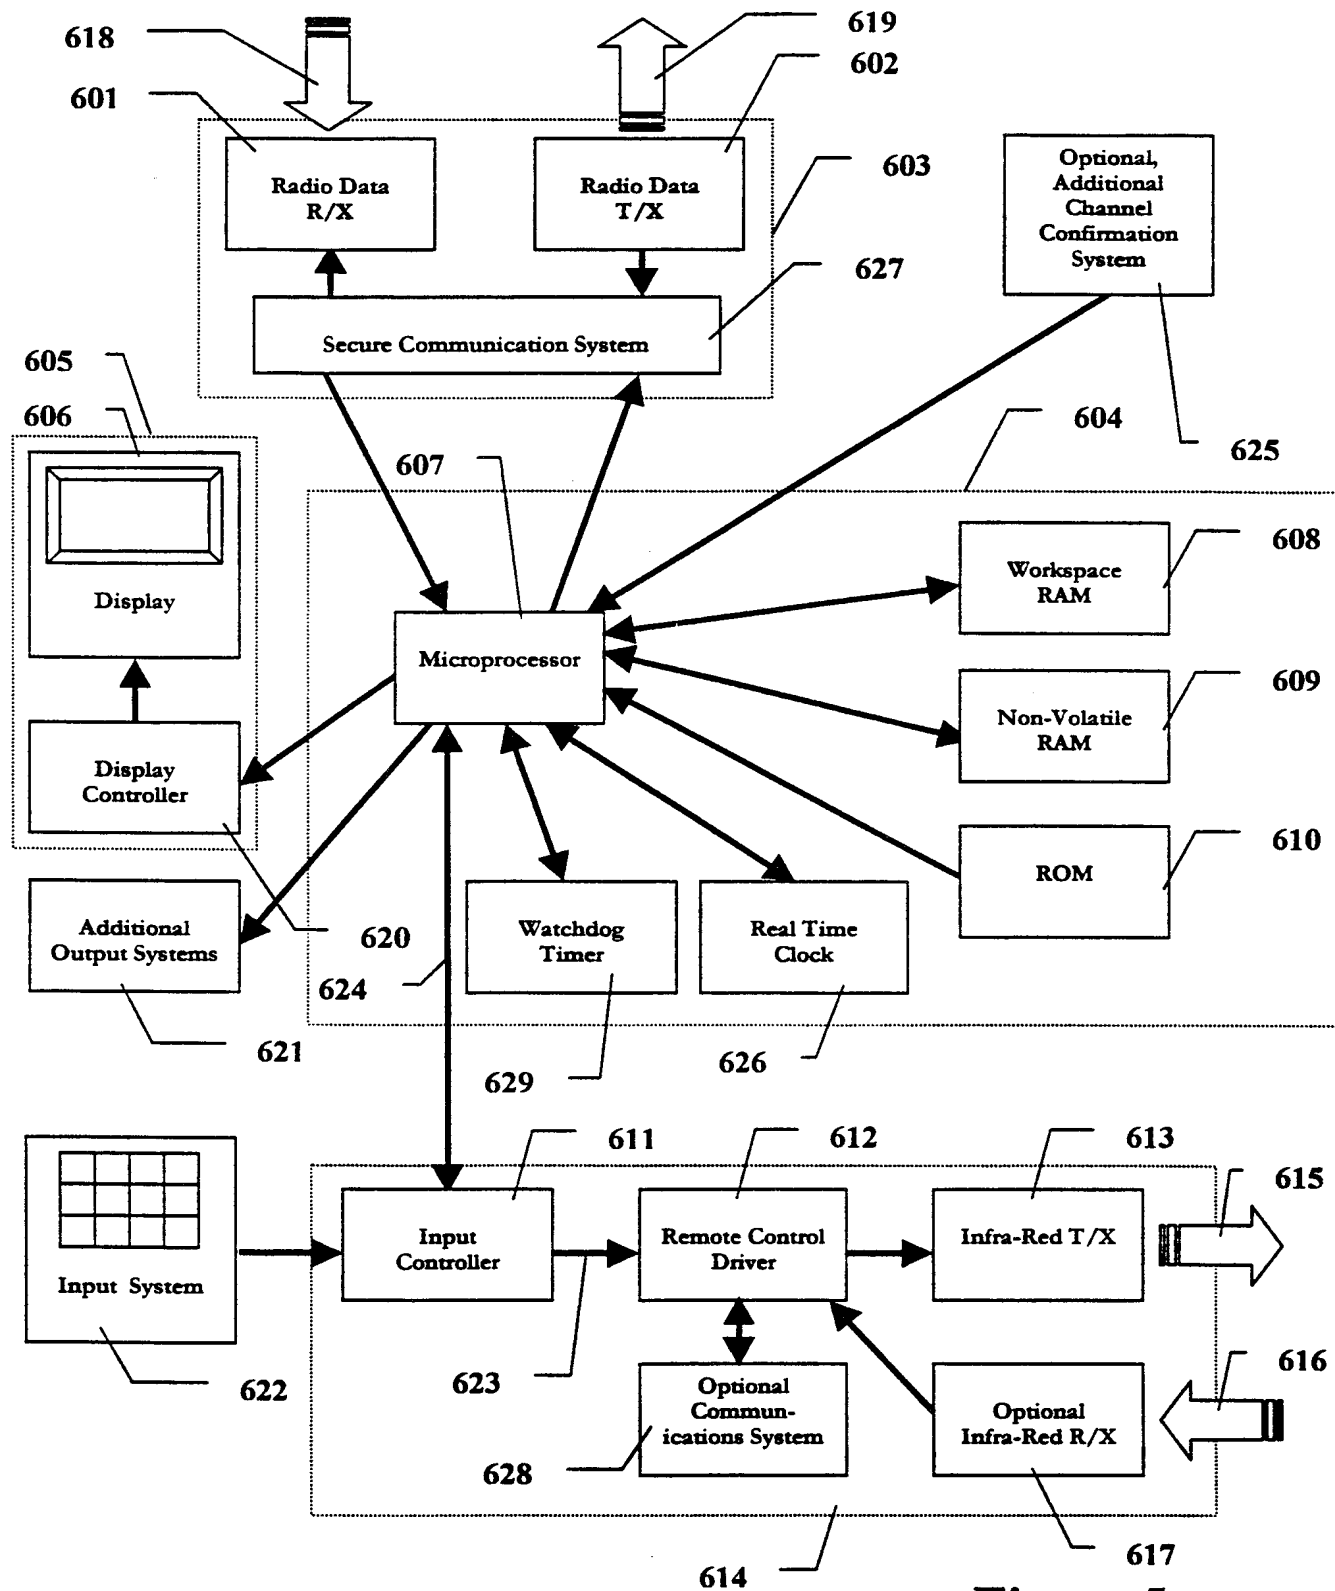 618
619
601
602
Radio Data
R/X
Radio Data
T/X
603
Optional,
Additional
Channel
Confirmation
System
627
Secure Communication System
605
606
604
625
607
608
Workspace
RAM
Display
Microprocessor
609
Non-Volatile
RAM
Display
Controller
610
ROM
Additional
Output Systems
620
624
Watchdog
Timer
Real Time
Clock
621
629
626
611
612
613
615
Input
Controller
Remote Control
Driver
Infra-Red T/X
Input System
622
623
616
Optional
Commun-
ications System
Optional
Infra-Red R/X
628
614
617